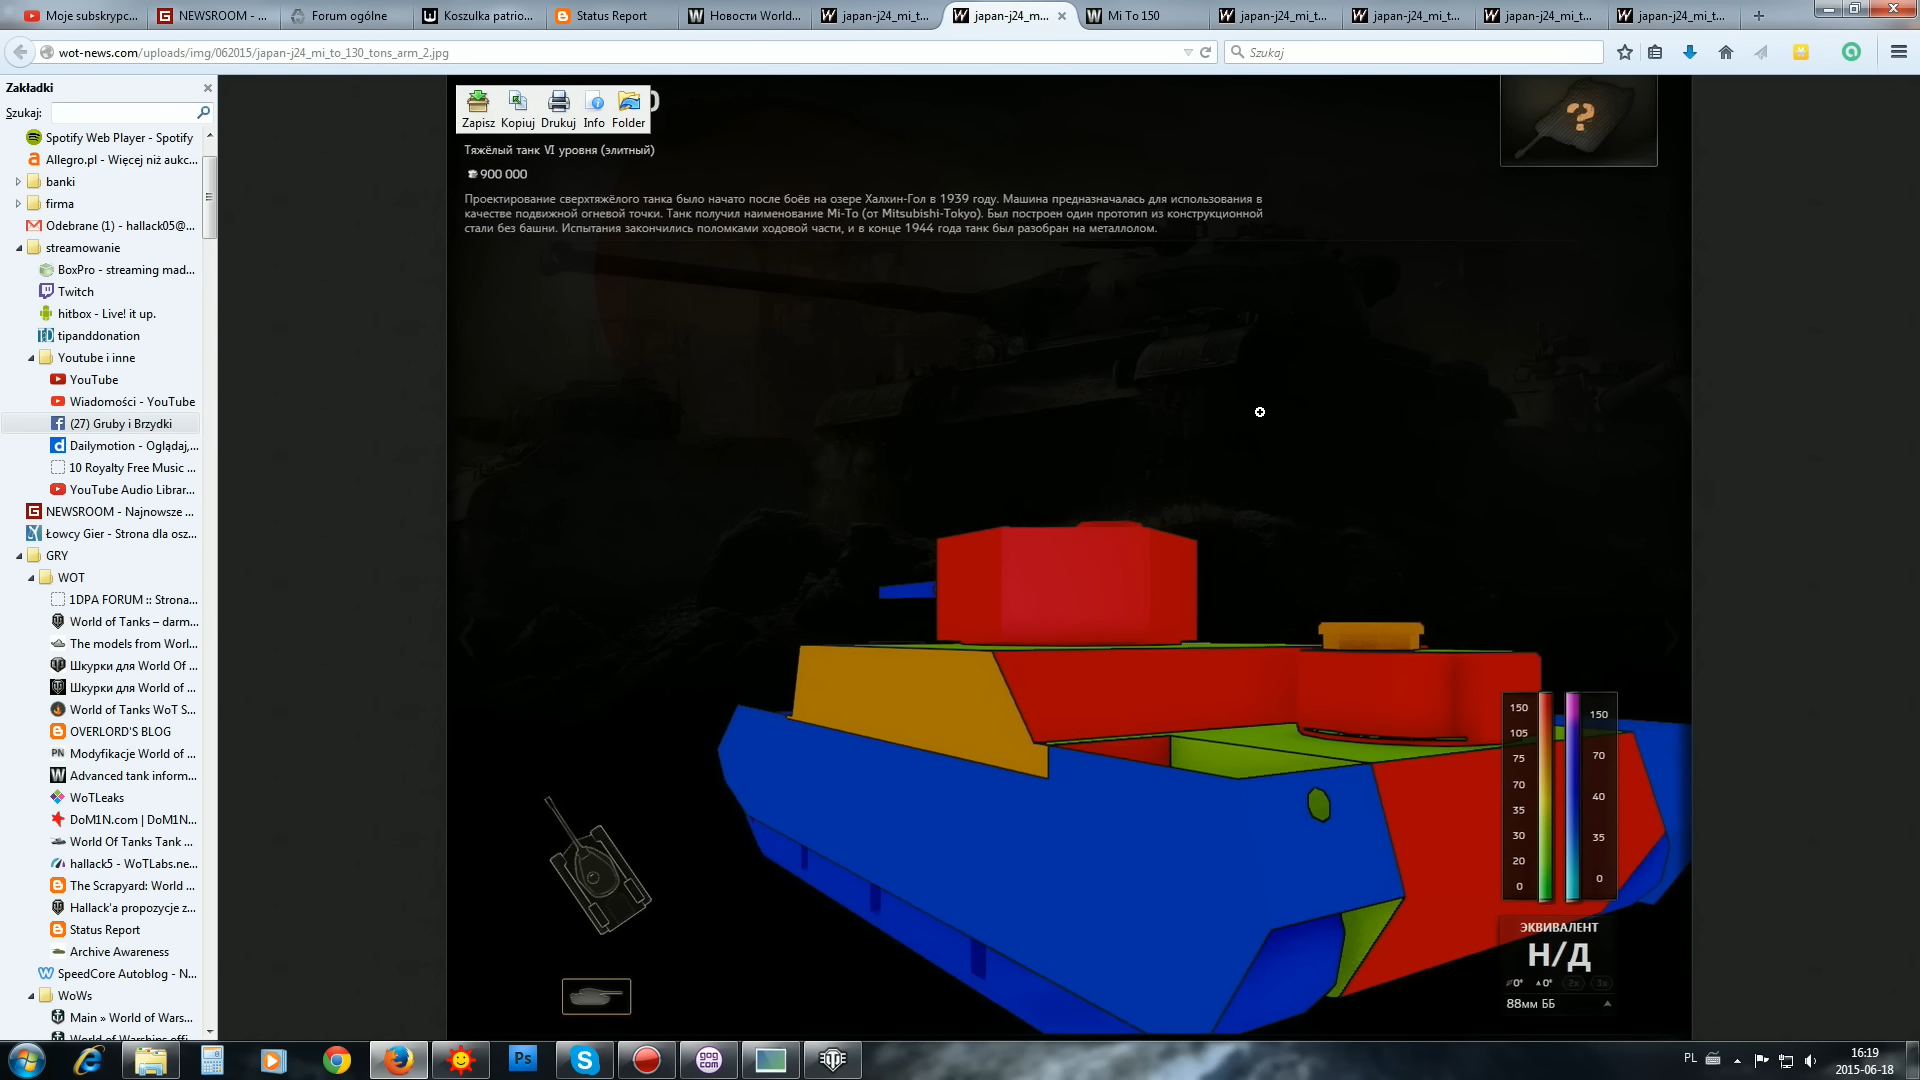 Moje subskrypc...
NEWSROOM - ...
Forum ogólne
Koszulka patrio...
Status Report
Новости World...
japan-j24_mi_t...
japan-j24_m...
Mi To 150
japan-j24_mi_t...
japan-j24_mi_t...
japan-j24_mi_t...
japan-j24_mi_t...
wot-news.com/uploads/img/062015/japan-j24_mi_to_130_tons_arm_2.jpg
Szukaj
Zakładki
Szukaj:
Spotify Web Player - Spotify
Allegro.pl - Więcej niż aukc...
banki
firma
Odebrane (1) - hallack05@...
streamowanie
BoxPro - streaming mad...
Twitch
hitbox - Live! it up.
tipanddonation
Youtube i inne
YouTube
Wiadomości - YouTube
(27) Gruby i Brzydki
Dailymotion - Oglądaj,...
10 Royalty Free Music ...
YouTube Audio Librar...
NEWSROOM - Najnowsze ...
Łowcy Gier - Strona dla osz...
GRY
WOT
1DPA FORUM :: Strona...
World of Tanks – darm...
The models from Worl...
Шкурки для World Of ...
Шкурки для World of ...
World of Tanks WoT S...
OVERLORD'S BLOG
Modyfikacje World of ...
Advanced tank inform...
WoTLeaks
DoM1N.com | DoM1N...
World Of Tanks Tank ...
hallack5 - WoTLabs.ne...
The Scrapyard: World ...
Hallack'a propozycje z...
Status Report
Archive Awareness
SpeedCore Autoblog - N...
WoWs
Main » World of Wars...
World of Warships offi...
Zapisz Kopiuj Drukuj Info Folder
Тяжёлый танк VI уровня (элитный)
900 000
Проектирование сверхтяжёлого танка было начато после боёв на озере Халхин-Гол в 1939 году. Машина предназначалась для использования в
качестве подвижной огневой точки. Танк получил наименование Mi-To (от Mitsubishi-Tokyo). Был построен один прототип из конструкционной
стали без башни. Испытания закончились поломками ходовой части, и в конце 1944 года танк был разобран на металлолом.
?
150
105
75
70
35
30
20
0
150
70
40
35
0
ЭКВИВАЛЕНТ
Н/Д
0° 0° 2x 3x
88мм ББ
Ps
gog com
PL
16:19
2015-06-18